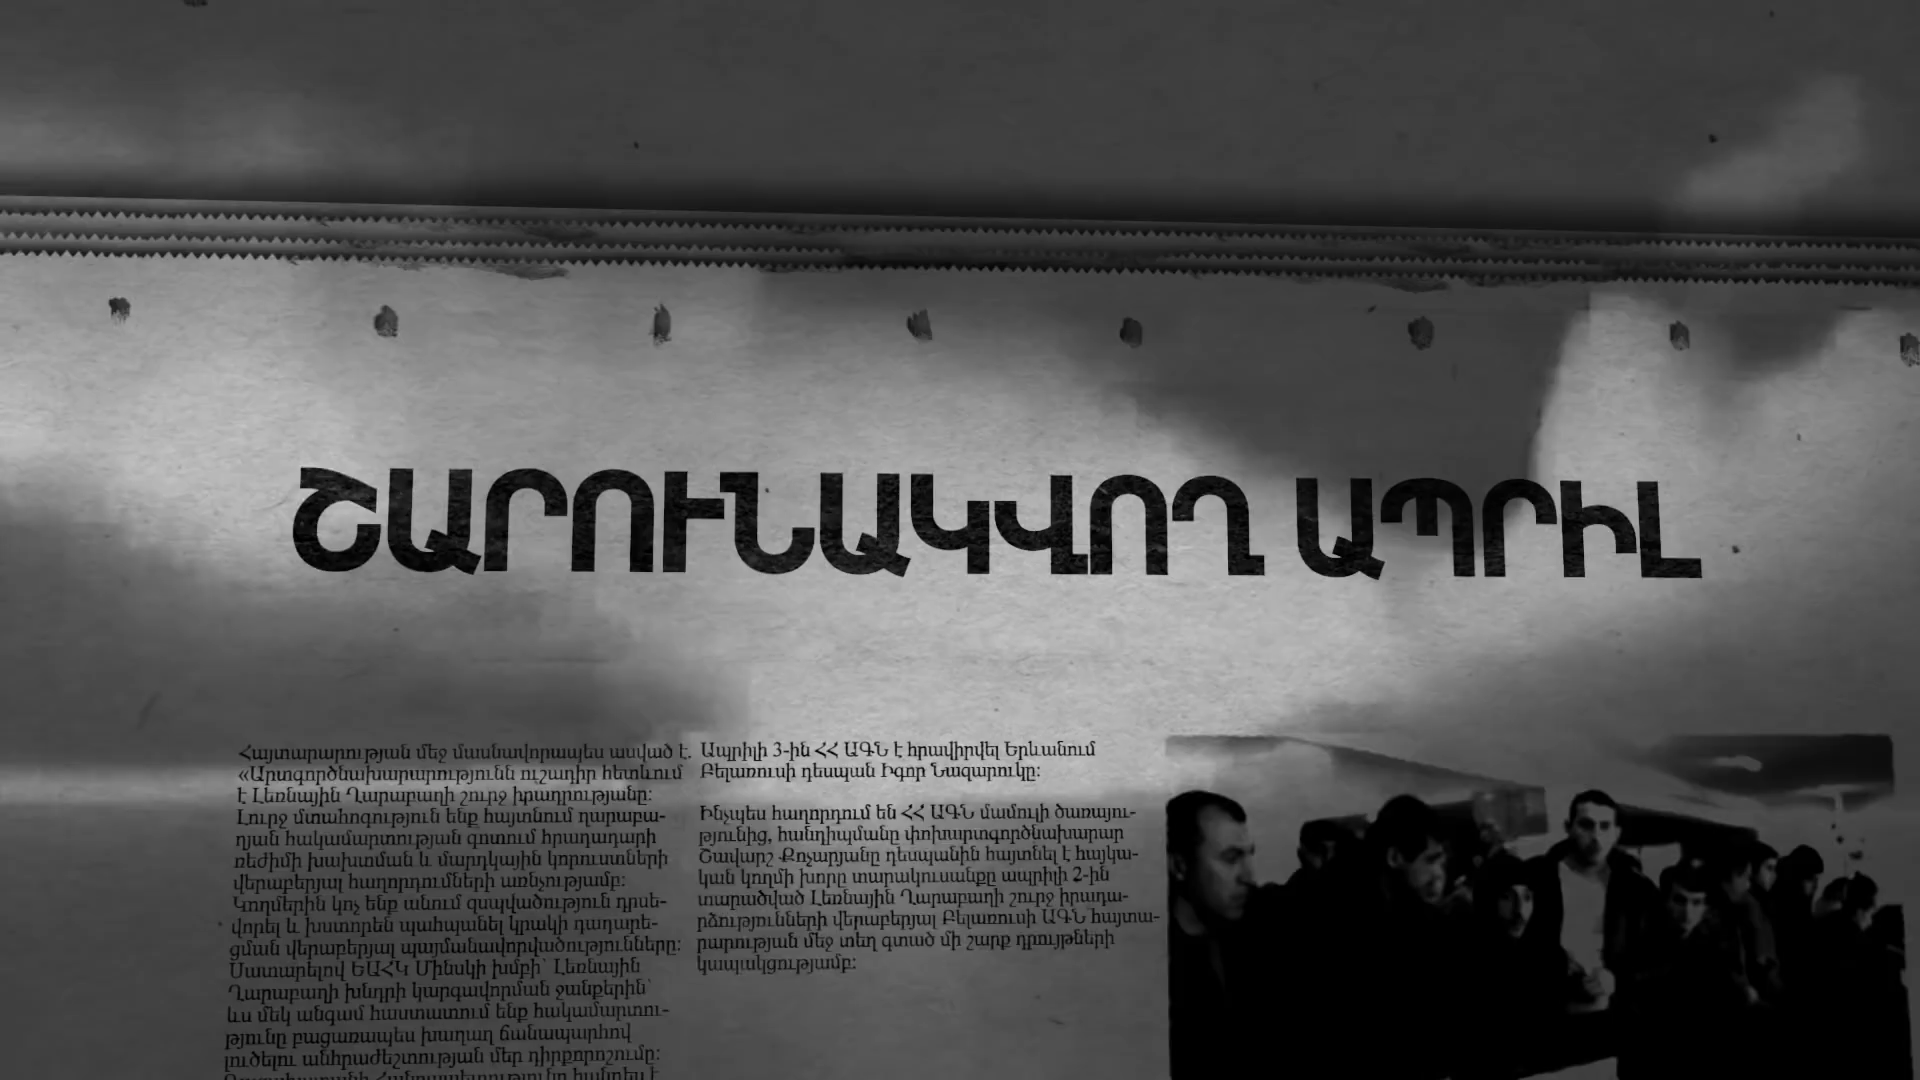 ՇԱՐՈՒՆԱԿՎՈՂ ԱՊՐԻԼ
Հայտարարության մեջ մասնավորապես ասված է.
«Արտգործնախարարությունն ուշադիր հետևում
է Լեռնային Ղարաբաղի շուրջ իրադրությանը:
Լուրջ մտահոգություն ենք հայտնում ղարաբա-
ղյան հակամարտության գոտում հրադադարի
ռեժիմի խախտման և մարդկային կորուստների
վերաբերյալ հաղորդումների առնչությամբ:
Կողմերին կոչ ենք անում զսպվածություն դրսե-
վորել և խստորեն պահպանել կրակի դադարե-
ցման վերաբերյալ պայմանավորվածությունները:
Սատարելով ԵԱՀԿ Մինսկի խմբի՝ Լեռնային
Ղարաբաղի խնդրի կարգավորման ջանքերին՝
ևս մեկ անգամ հաստատում ենք հակամարտու-
թյունը բացառապես խաղաղ ճանապարհով
լուծելու անհրաժեշտության մեր դիրքորոշումը:
Ապրիլի 3-ին ՀՀ ԱԳՆ է հրավիրվել Երևանում
Բելառուսի դեսպան Իգոր Նազարուկը:
Ինչպես հաղորդում են ՀՀ ԱԳՆ մամուլի ծառայու-
թյունից, հանդիպմանը փոխարտգործնախարար
Շավարշ Քոչարյանը դեսպանին հայտնել է հայկա-
կան կողմի խորը տարակուսանքը ապրիլի 2-ին
տարածված Լեռնային Ղարաբաղի շուրջ իրադա-
րձությունների վերաբերյալ Բելառուսի ԱԳՆ հայտա-
րարության մեջ տեղ գտած մի շարք դրույթների
կապակցությամբ: